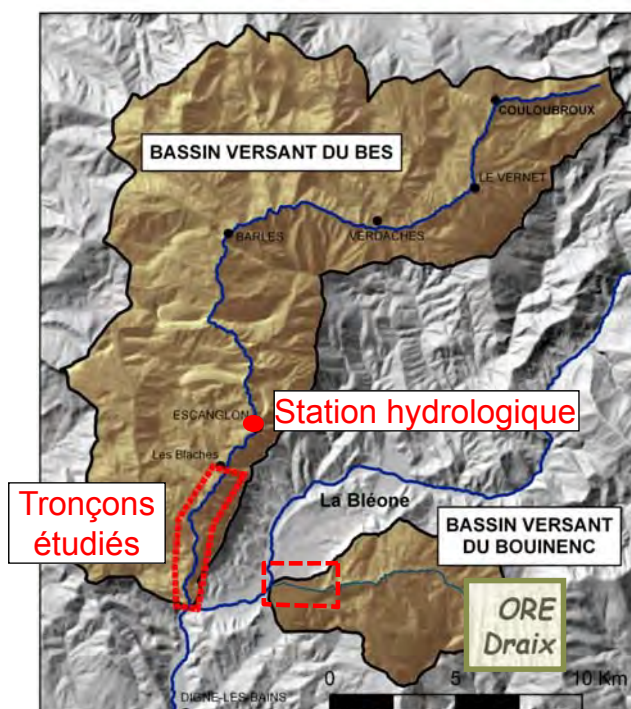 COULOUBROUX
BASSIN VERSANT DU BES
LE VERNET
VERDACHES
BARLES
ESCANGLON
Station hydrologique
Les Blaches
Tronçons
étudiés
La Bléone
BASSIN VERSANT
DU BOUINENC
ORE
Draix
0 5 10 Km
DIGNE-LES-BAINS